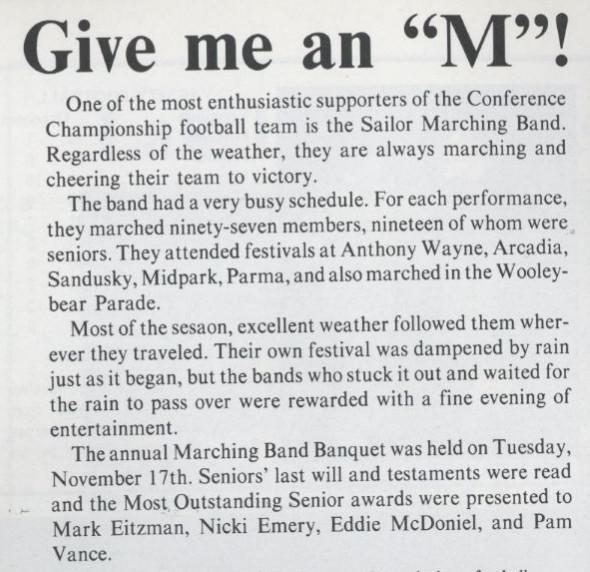 Give me an “M”!
One of the most enthusiastic supporters of the Conference
Championship football team is the Sailor Marching Band.
Regardless of the weather, they are always marching and
cheering their team to victory.
The band had a very busy schedule. For each performance,
they marched ninety-seven members, nineteen of whom were
seniors. They attended festivals at Anthony Wayne, Arcadia,
Sandusky, Midpark, Parma, and also marched in the Wooley-
bear Parade.
Most of the sesaon, excellent weather followed them wher-
ever they traveled. Their own festival was dampened by rain
just as it began, but the bands who stuck it out and waited for
the rain to pass over were rewarded with a fine evening of
entertainment.
The annual Marching Band Banquet was held on Tuesday,
November 17th. Seniors’ last will and testaments were read
and the Most Outstanding Senior awards were presented to
Mark Eitzman, Nicki Emery, Eddie McDoniel, and Pam
Vance.